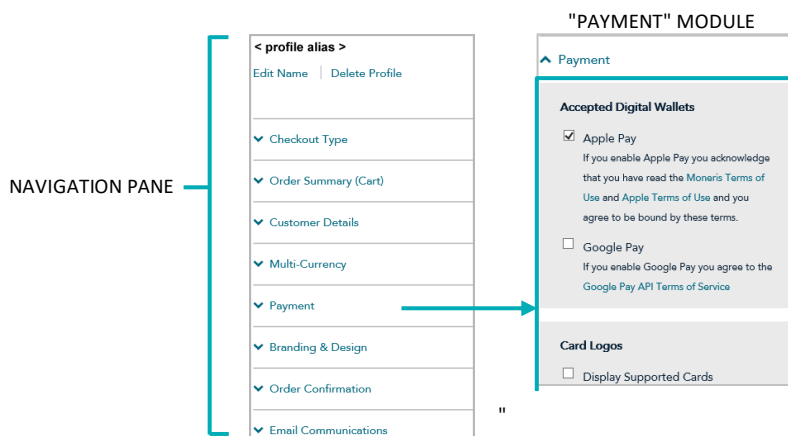 "PAYMENT" MODULE
NAVIGATION PANE
< profile alias >
Edit Name | Delete Profile
Checkout Type
Order Summary (Cart)
Customer Details
Multi-Currency
Payment
Branding & Design
Order Confirmation
Email Communications
"
Payment
Accepted Digital Wallets
Apple Pay
If you enable Apple Pay you acknowledge
that you have read the Moneris Terms of
Use and Apple Terms of Use and you
agree to be bound by these terms.
Google Pay
If you enable Google Pay you agree to the
Google Pay API Terms of Service
Card Logos
Display Supported Cards